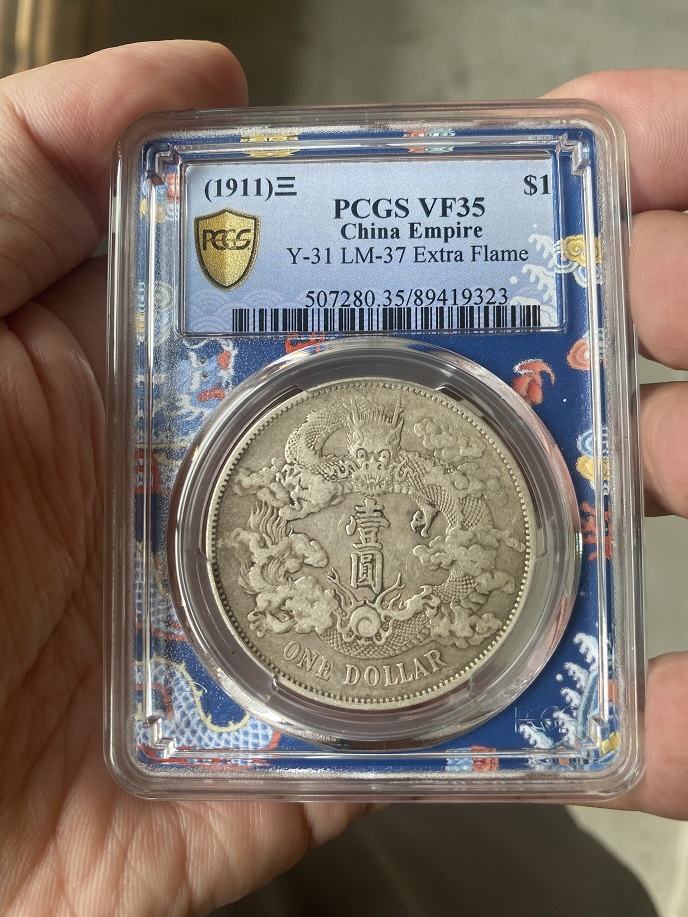 (1911)三 $1
PCGS VF35
China Empire
PCGS
Y-31 LM-37 Extra Flame
507280.35/89419323
壹
圓
ONE DOLLAR